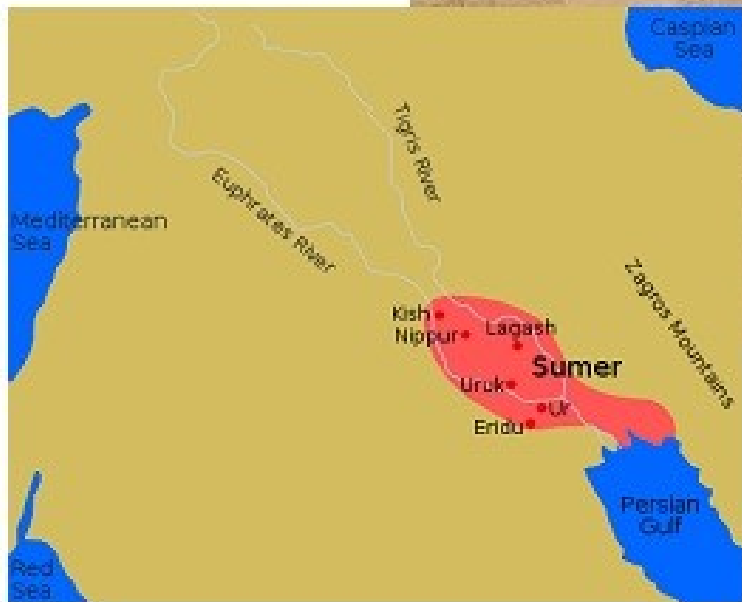 Caspian
Sea
Tigris River
Euphrates River
Mediterranean
Sea
Zagros Mountains
Kish
Nippur
Lagash
Sumer
Uruk
Ur
Eridu
Persian
Gulf
Red
Sea